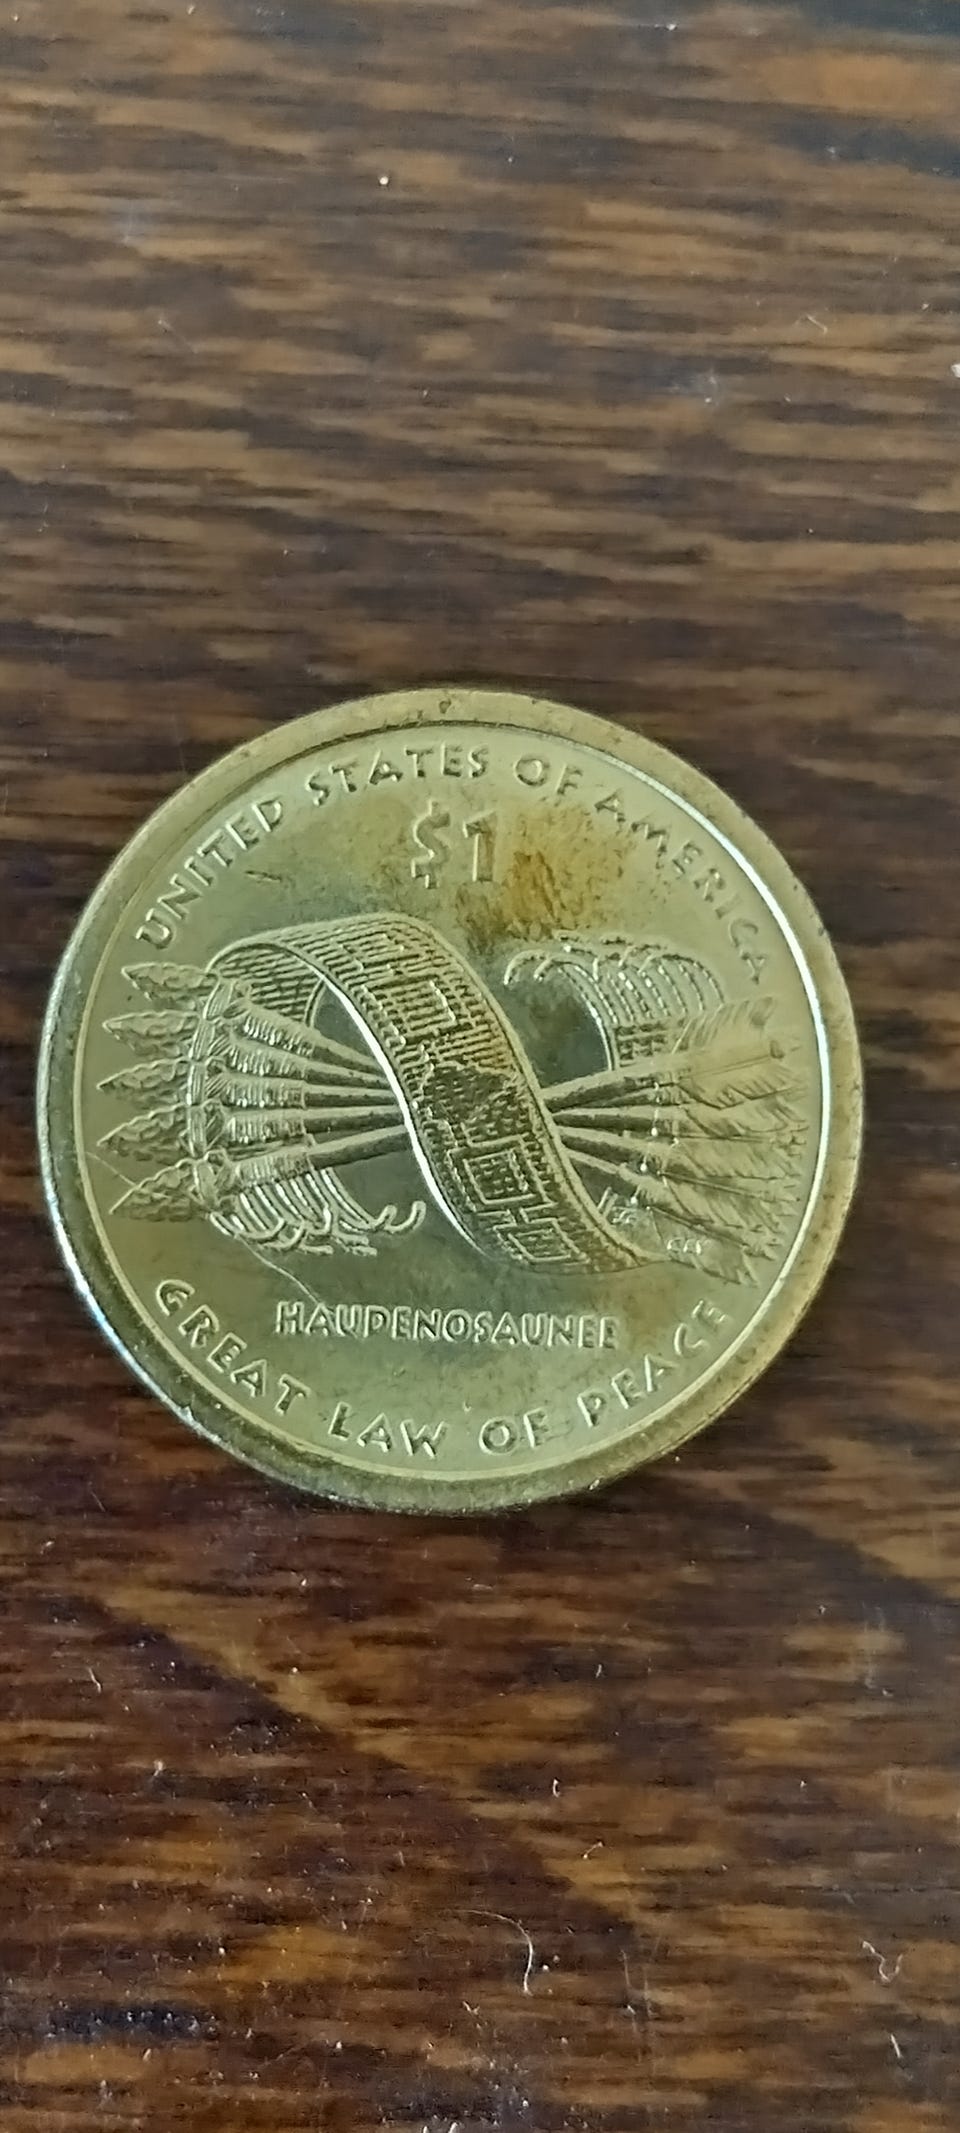 UNITED STATES OF AMERICA
$1
HAUDENOSAUNEE
GREAT LAW OF PEACE